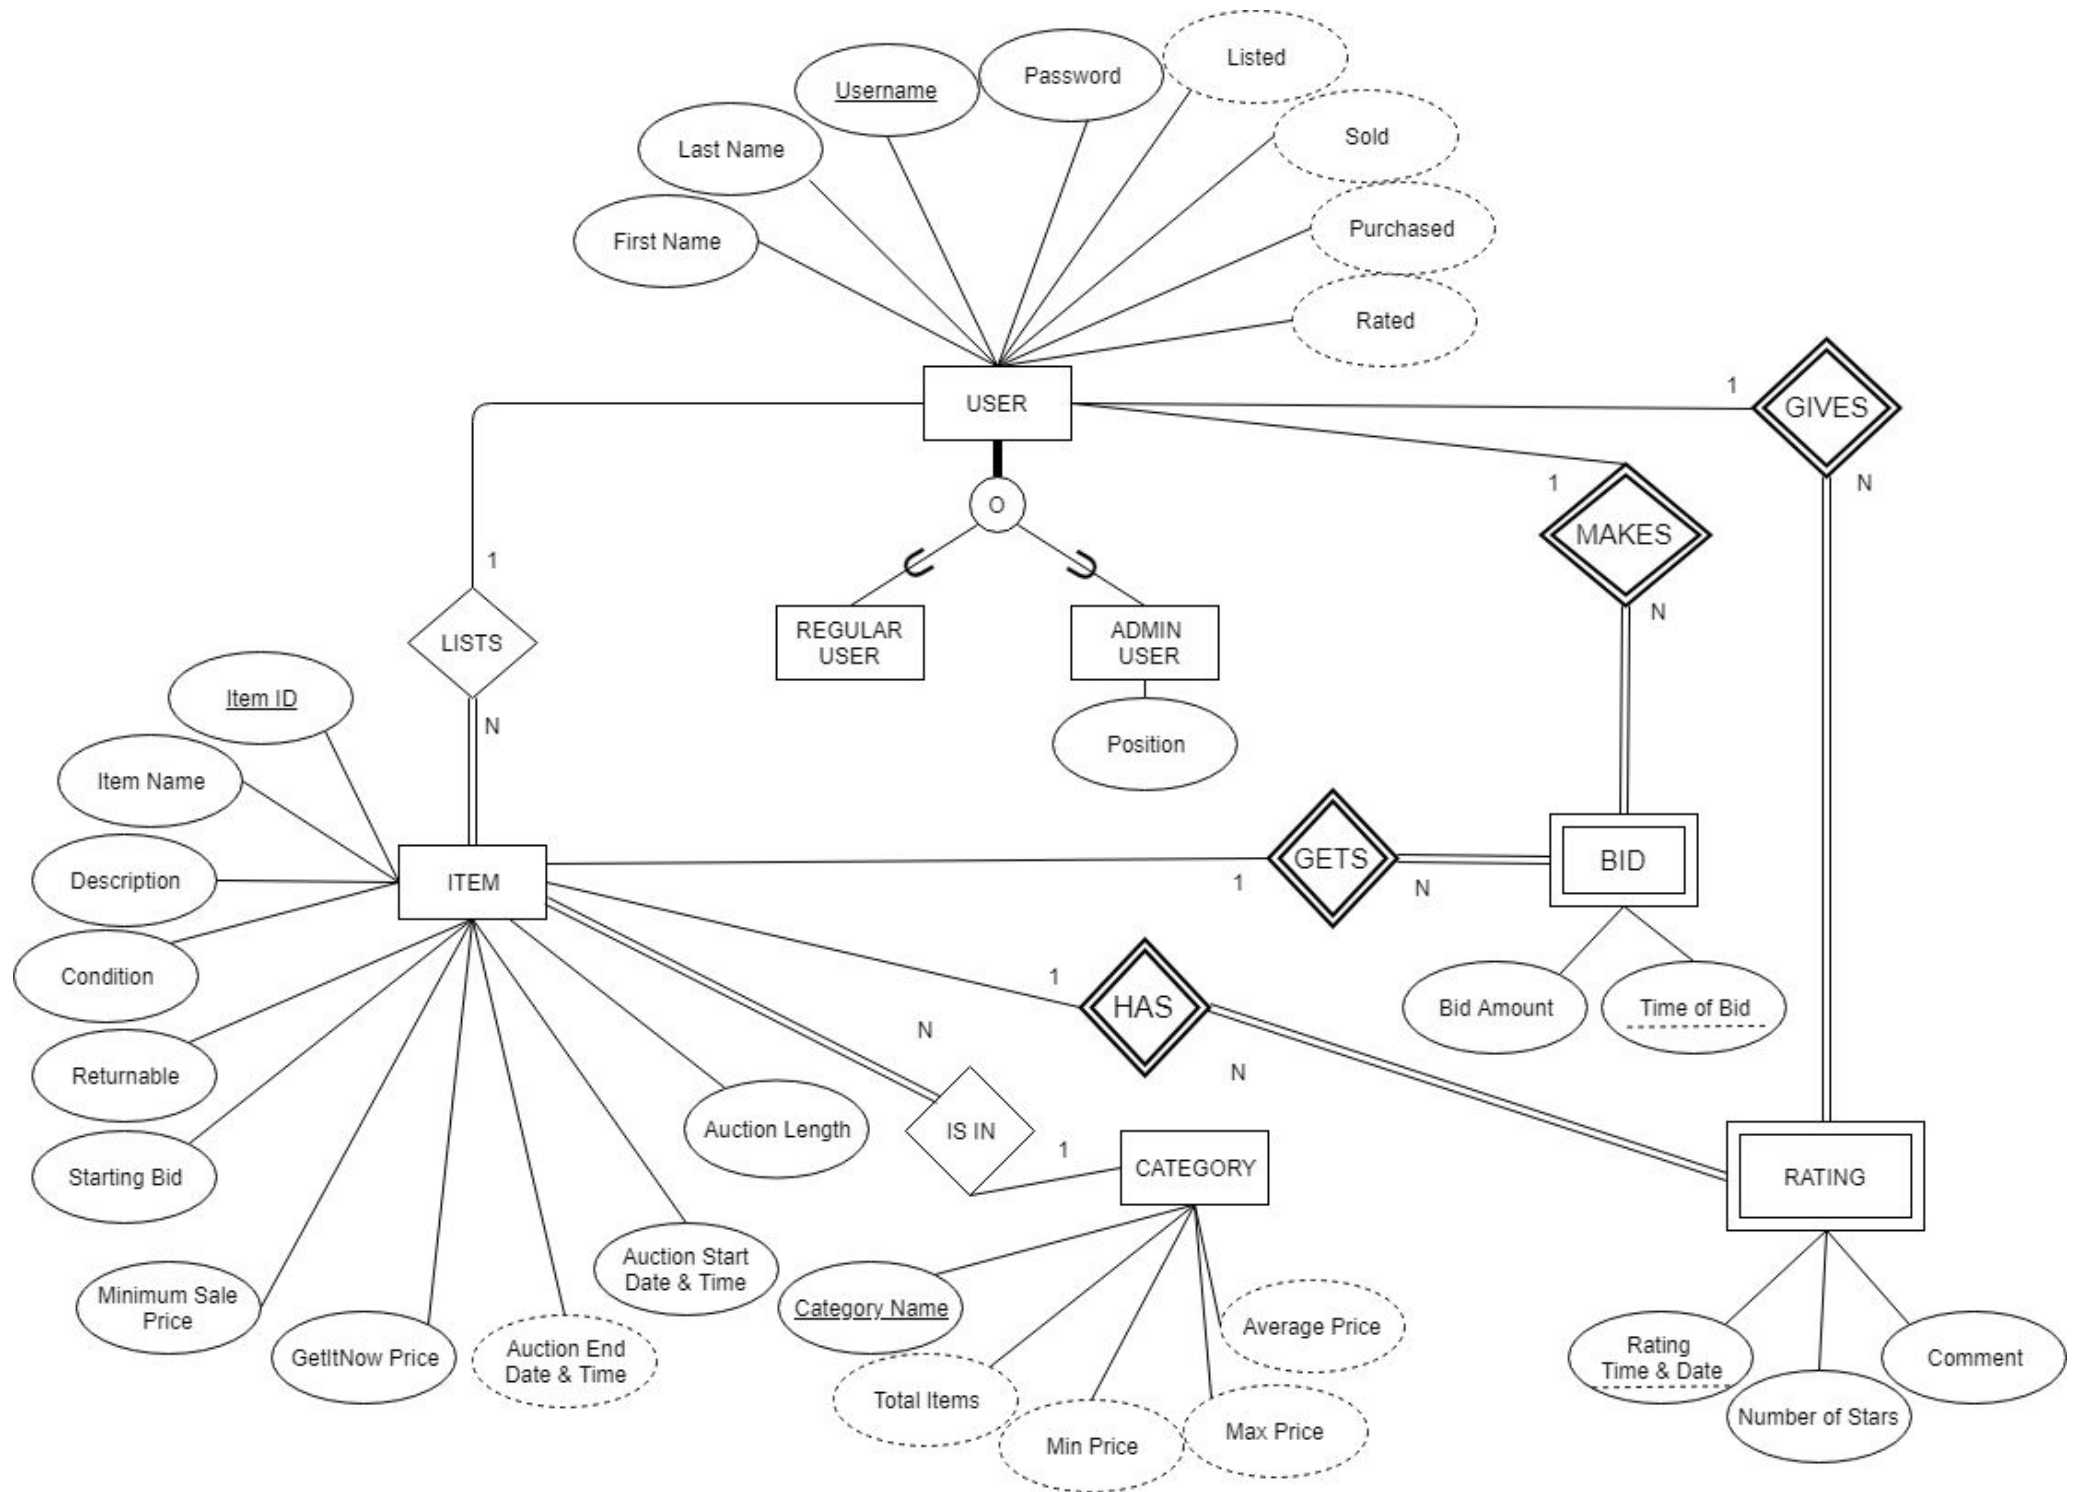 Listed
Password
Username
Sold
Last Name
Purchased
First Name
Rated
USER
1
GIVES
1
N
O
MAKES
1
N
REGULAR
USER
ADMIN
USER
LISTS
N
Item ID
Position
Item Name
Description
ITEM
GETS
BID
1
N
Condition
1
HAS
Bid Amount
Time of Bid
N
N
Returnable
Auction Length
IS IN
1
CATEGORY
Starting Bid
RATING
Auction Start
Date & Time
Minimum Sale
Price
Category Name
Average Price
GetItNow Price
Auction End
Date & Time
Rating
Time & Date
Comment
Total Items
Number of Stars
Min Price
Max Price